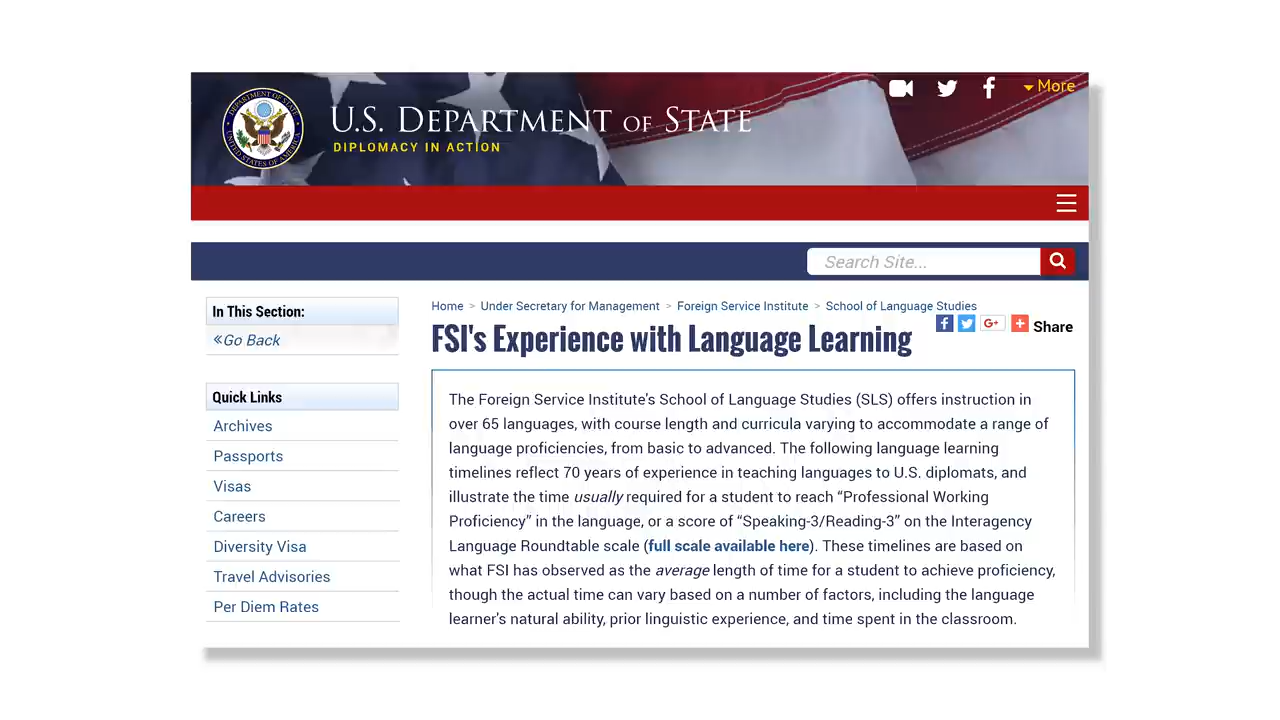 More
U.S. DEPARTMENT OF STATE
DIPLOMACY IN ACTION
DEPARTMENT OF STATE
UNITED STATES OF AMERICA
Search Site...
In This Section:
«Go Back
Quick Links
Archives
Passports
Visas
Careers
Diversity Visa
Travel Advisories
Per Diem Rates
Home > Under Secretary for Management > Foreign Service Institute > School of Language Studies
FSI's Experience with Language Learning
f G+ + Share
The Foreign Service Institute's School of Language Studies (SLS) offers instruction in
over 65 languages, with course length and curricula varying to accommodate a range of
language proficiencies, from basic to advanced. The following language learning
timelines reflect 70 years of experience in teaching languages to U.S. diplomats, and
illustrate the time usually required for a student to reach “Professional Working
Proficiency” in the language, or a score of “Speaking-3/Reading-3” on the Interagency
Language Roundtable scale (full scale available here). These timelines are based on
what FSI has observed as the average length of time for a student to achieve proficiency,
though the actual time can vary based on a number of factors, including the language
learner's natural ability, prior linguistic experience, and time spent in the classroom.